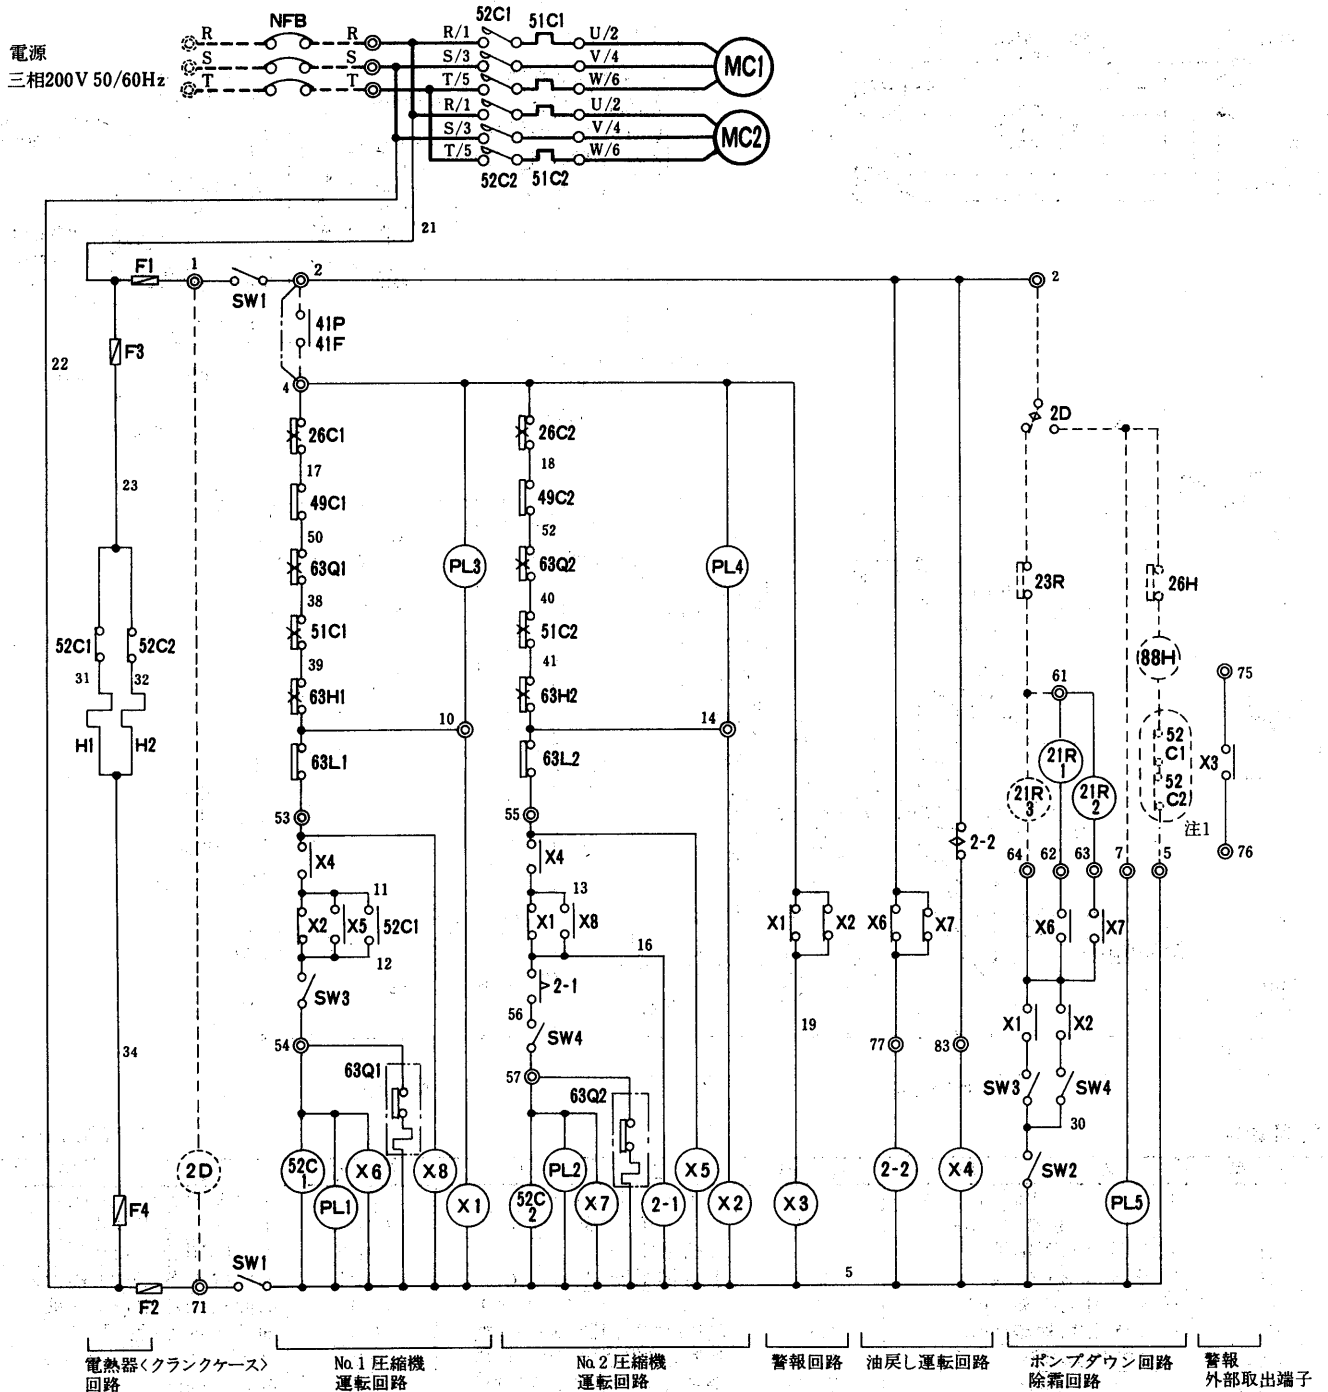 電源
三相200V 50/60Hz
R
S
T
NFB
R
S
T
52C1
51C1
R/1
S/3
T/5
U/2
V/4
W/6
MC1
R/1
S/3
T/5
U/2
V/4
W/6
MC2
52C2
51C2
21
F1
1
SW1
2
2
41P
41F
22
F3
4
2D
26C1
26C2
17
18
23
49C1
49C2
50
52
63Q1
PL3
63Q2
PL4
23R
26H
38
40
51C1
51C2
52C1
52C2
39
41
88H
31
32
63H1
63H2
61
75
10
14
H1
H2
63L1
63L2
21R
1
52
C1
X3
21R
3
21R
2
52
C2
53
55
注1
2-2
64
62
63
7
5
76
X4
X4
11
13
X2
X5
52C1
X1
X8
X1
X2
X6
X7
X6
X7
12
16
SW3
2-1
56
SW4
19
X1
X2
34
54
57
77
83
63Q1
63Q2
SW3
SW4
30
2D
52C
1
X6
X8
PL2
X5
2-2
X4
SW2
F4
PL1
X1
52C
2
X7
2-1
X2
X3
PL5
SW1
5
F2
71
電熱器〈クランクケース〉
回路
No.1 圧縮機
運転回路
No.2 圧縮機
運転回路
警報回路
油戻し運転回路
ポンプダウン回路
除霜回路
警報
外部取出端子